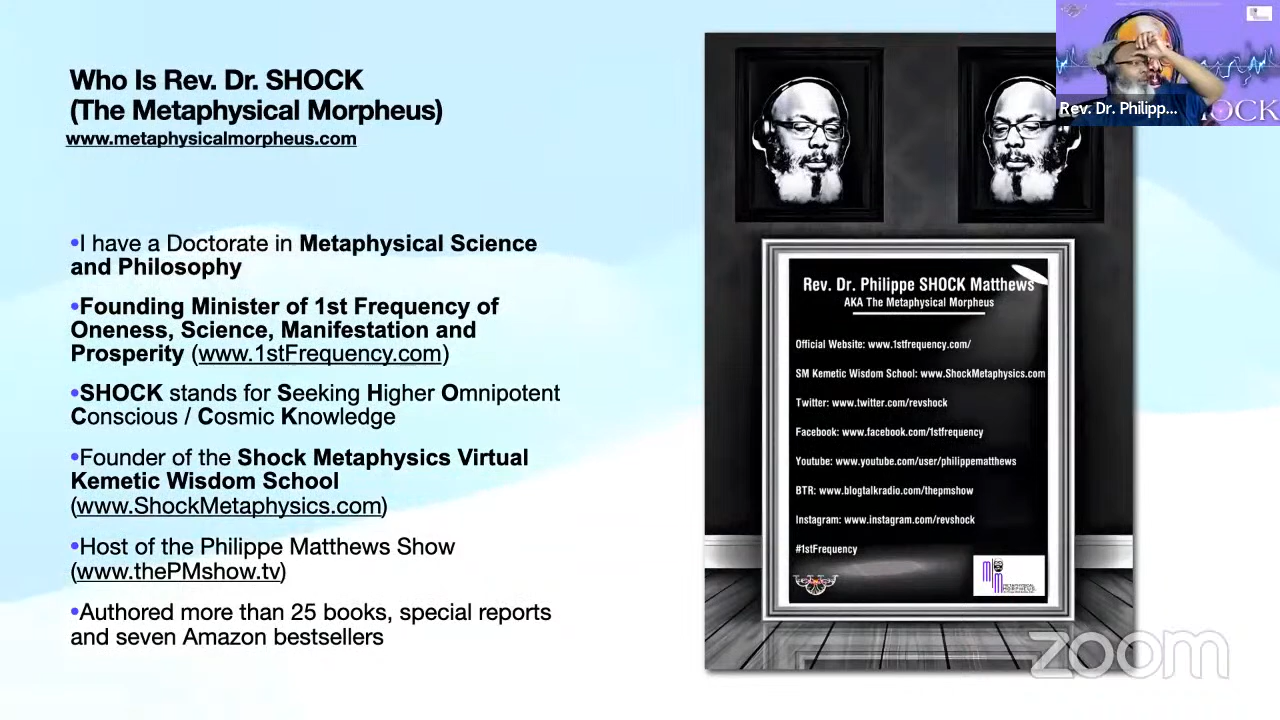 Who Is Rev. Dr. SHOCK
(The Metaphysical Morpheus)
www.metaphysicalmorpheus.com
•I have a Doctorate in Metaphysical Science
and Philosophy
•Founding Minister of 1st Frequency of
Oneness, Science, Manifestation and
Prosperity (www.1stFrequency.com)
•SHOCK stands for Seeking Higher Omnipotent
Conscious / Cosmic Knowledge
•Founder of the Shock Metaphysics Virtual
Kemetic Wisdom School
(www.ShockMetaphysics.com)
•Host of the Philippe Matthews Show
(www.thePMshow.tv)
•Authored more than 25 books, special reports
and seven Amazon bestsellers
Rev. Dr. Philippe SHOCK Matthews
AKA The Metaphysical Morpheus
Official Website: www.1stfrequency.com/
SM Kemetic Wisdom School: www.ShockMetaphysics.com
Twitter: www.twitter.com/revshock
Facebook: www.facebook.com/1stfrequency
Youtube: www.youtube.com/user/philippematthews
BTR: www.blogtalkradio.com/thepmshow
Instagram: www.instagram.com/revshock
#1stFrequency
METAPHYSICAL
MORPHEUS
Rev. Dr. Philipp...
OCK
zoom